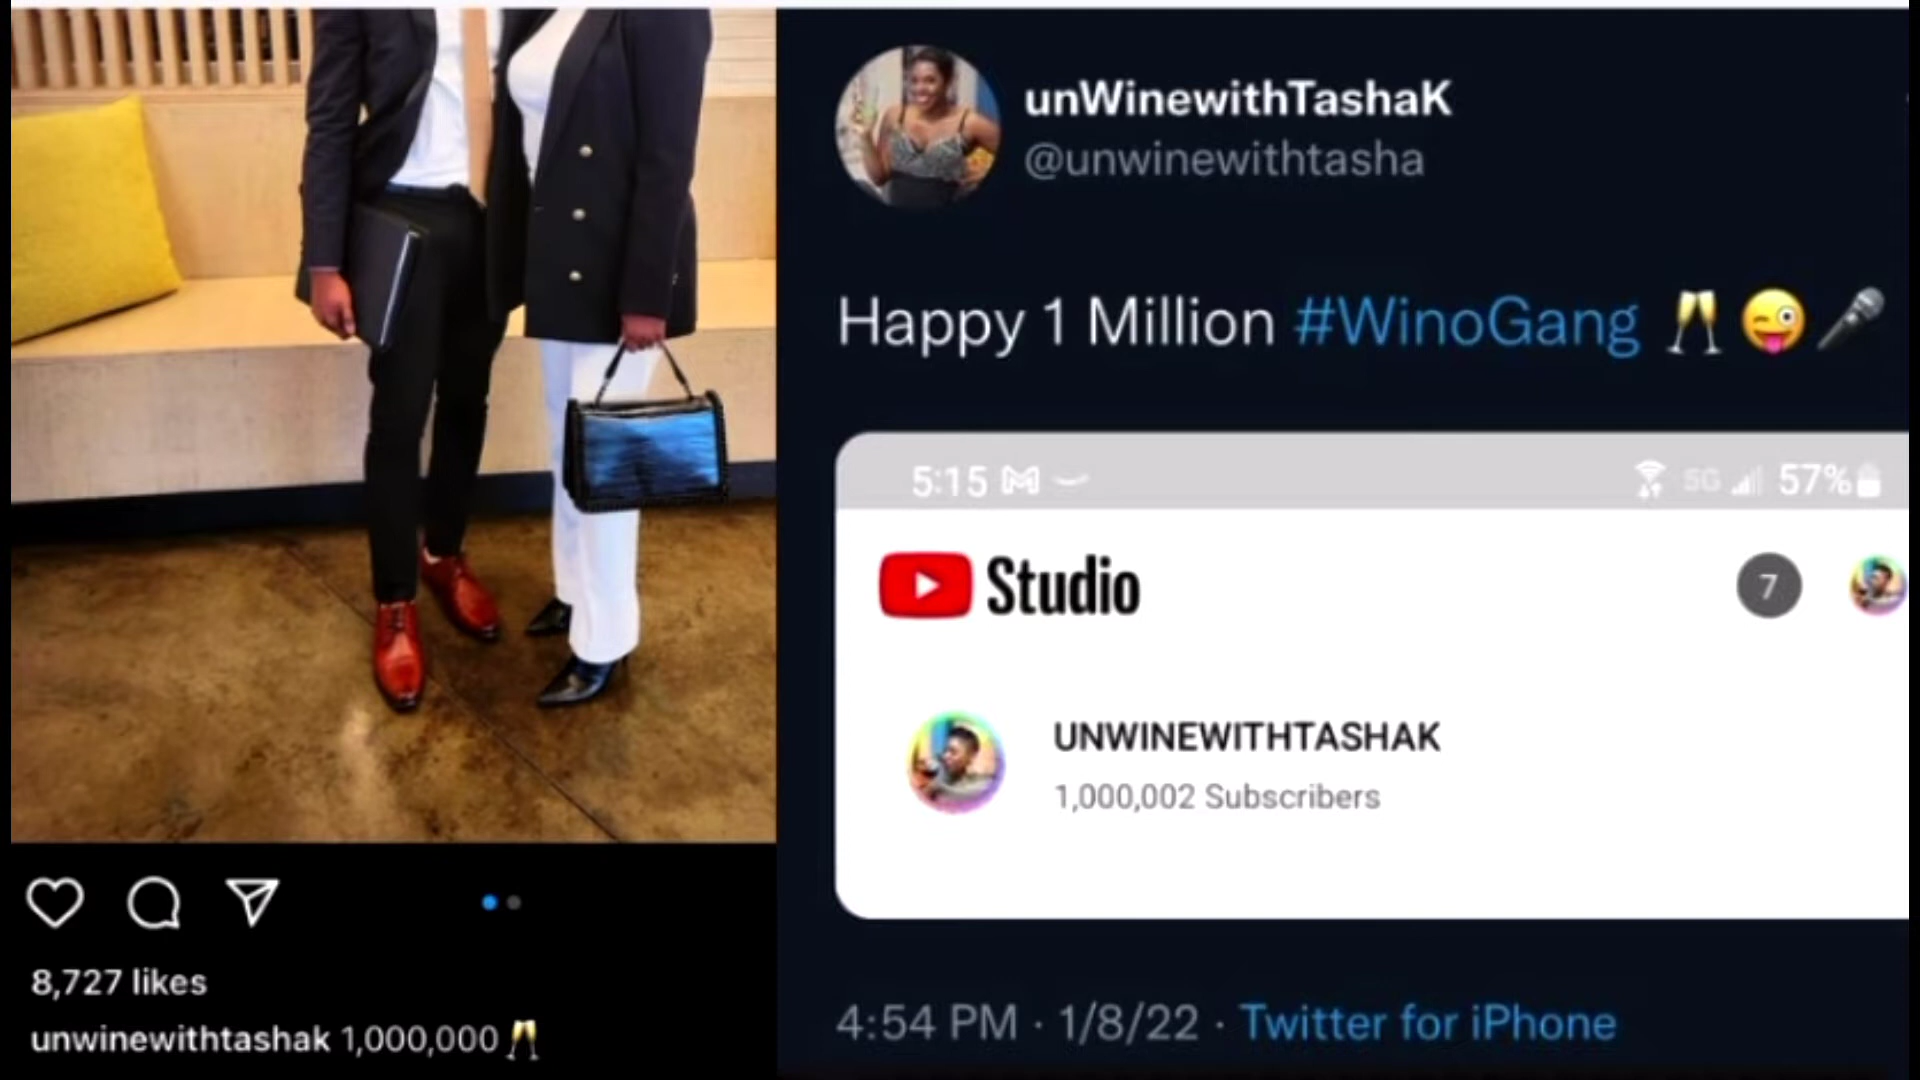 8,727 likes
unwinewithtashak 1,000,000🥂
unWinewithTashaK
@unwinewithtasha
Happy 1 Million #WinoGang 🥂😜🎤
5:15 5G 57%
Studio
7
UNWINEWITHTASHAK
1,000,002 Subscribers
4:54 PM · 1/8/22 · Twitter for iPhone